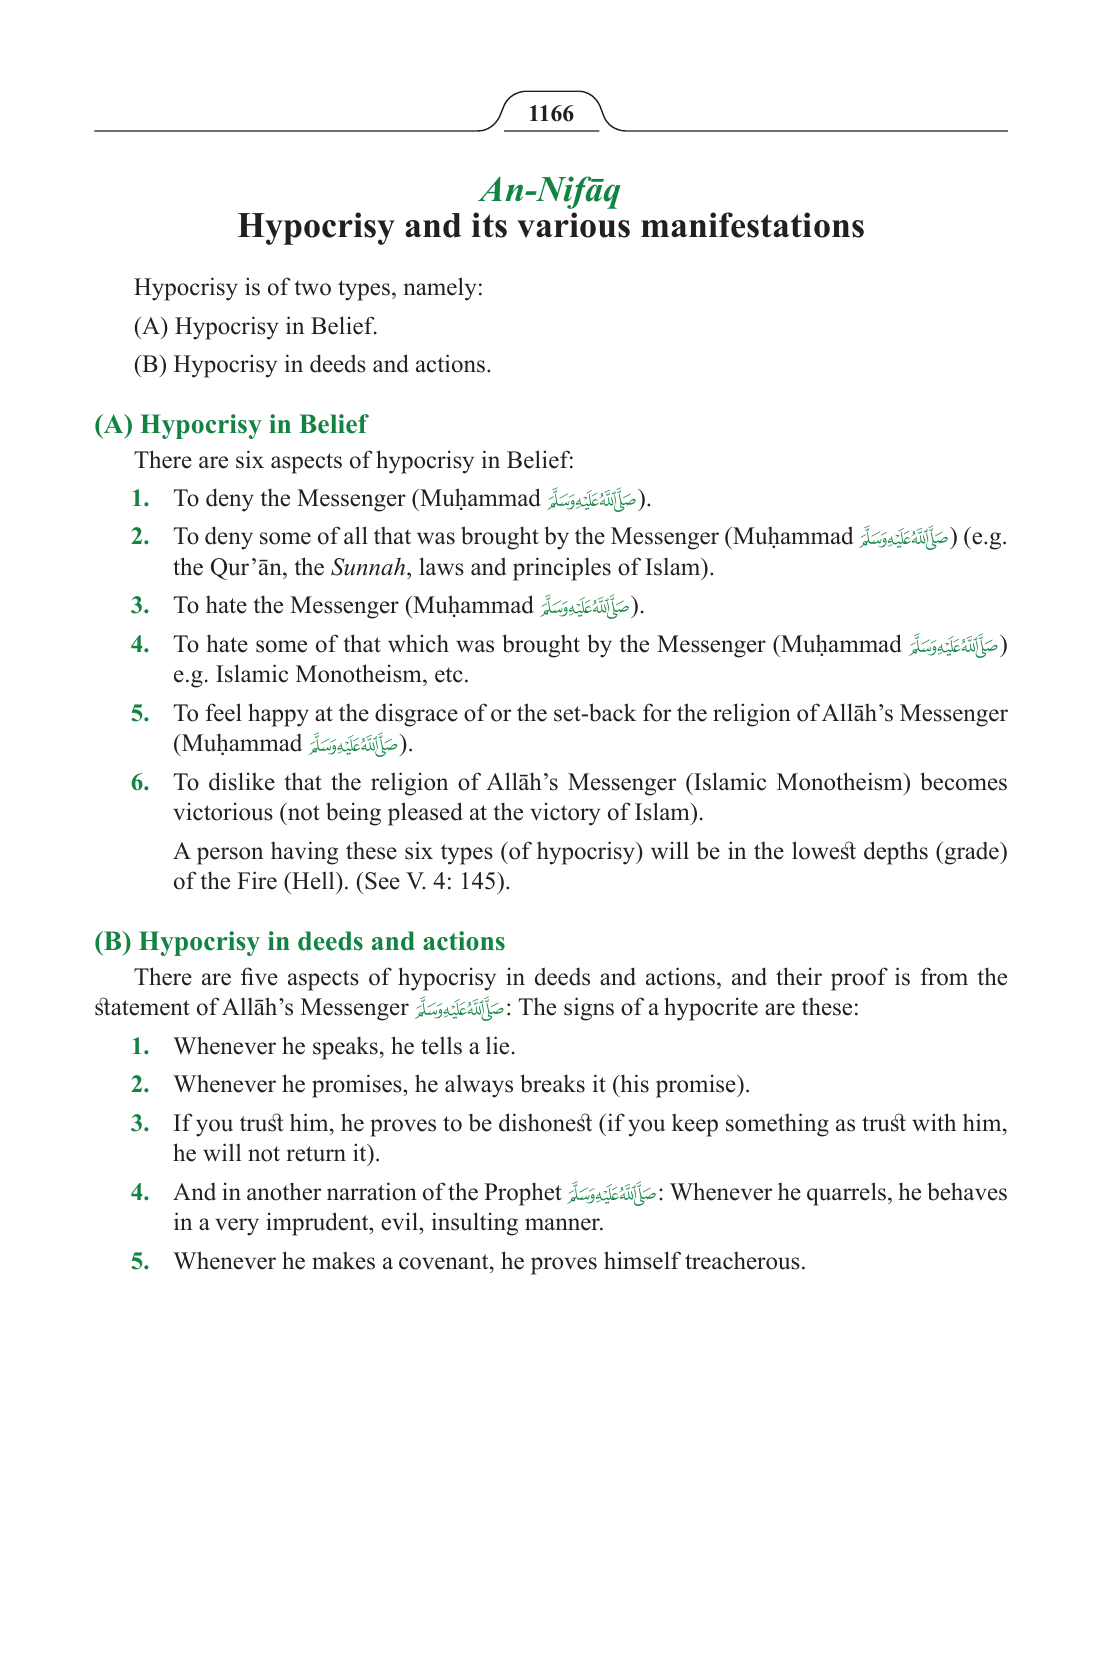 1166
An-Nifāq
Hypocrisy and its various manifestations
Hypocrisy is of two types, namely:
(A) Hypocrisy in Belief.
(B) Hypocrisy in deeds and actions.
(A) Hypocrisy in Belief
There are six aspects of hypocrisy in Belief:
1. To deny the Messenger (Muḥammad صَلَّى ٱللَّهُ عَلَيْهِ وَسَلَّمَ).
2. To deny some of all that was brought by the Messenger (Muḥammad صَلَّى ٱللَّهُ عَلَيْهِ وَسَلَّمَ) (e.g.
the Qur’ān, the Sunnah, laws and principles of Islam).
3. To hate the Messenger (Muḥammad صَلَّى ٱللَّهُ عَلَيْهِ وَسَلَّمَ).
4. To hate some of that which was brought by the Messenger (Muḥammad صَلَّى ٱللَّهُ عَلَيْهِ وَسَلَّمَ)
e.g. Islamic Monotheism, etc.
5. To feel happy at the disgrace of or the set-back for the religion of Allāh’s Messenger
(Muḥammad صَلَّى ٱللَّهُ عَلَيْهِ وَسَلَّمَ).
6. To dislike that the religion of Allāh’s Messenger (Islamic Monotheism) becomes
victorious (not being pleased at the victory of Islam).
A person having these six types (of hypocrisy) will be in the lowest depths (grade)
of the Fire (Hell). (See V. 4: 145).
(B) Hypocrisy in deeds and actions
There are five aspects of hypocrisy in deeds and actions, and their proof is from the
statement of Allāh’s Messenger صَلَّى ٱللَّهُ عَلَيْهِ وَسَلَّمَ: The signs of a hypocrite are these:
1. Whenever he speaks, he tells a lie.
2. Whenever he promises, he always breaks it (his promise).
3. If you trust him, he proves to be dishonest (if you keep something as trust with him,
he will not return it).
4. And in another narration of the Prophet صَلَّى ٱللَّهُ عَلَيْهِ وَسَلَّمَ: Whenever he quarrels, he behaves
in a very imprudent, evil, insulting manner.
5. Whenever he makes a covenant, he proves himself treacherous.